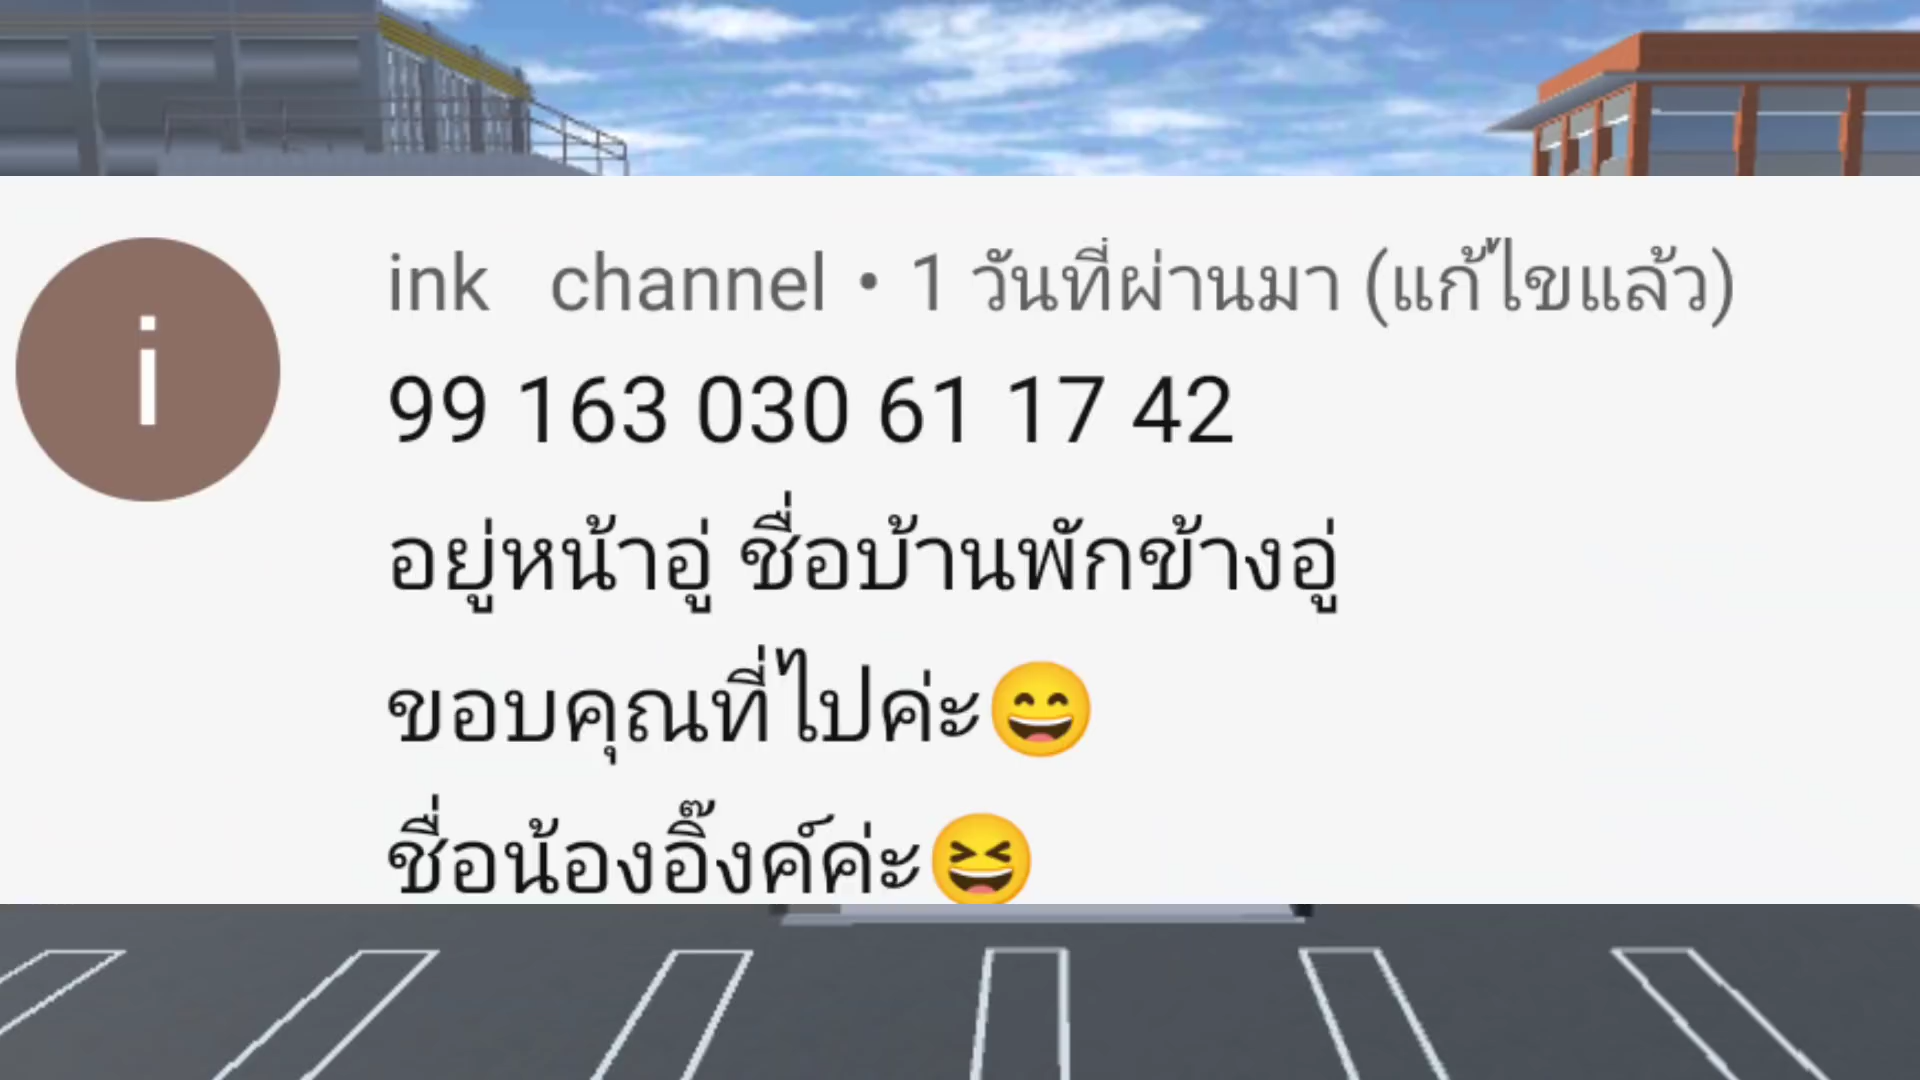 i
ink channel • 1 วันที่ผ่านมา (แก้ไขแล้ว)
99 163 030 61 17 42
อยู่หน้าอู่ ชื่อบ้านพักข้างอู่
ขอบคุณที่ไปค่ะ😄
ชื่อน้องอิ๊งค์ค่ะ😆